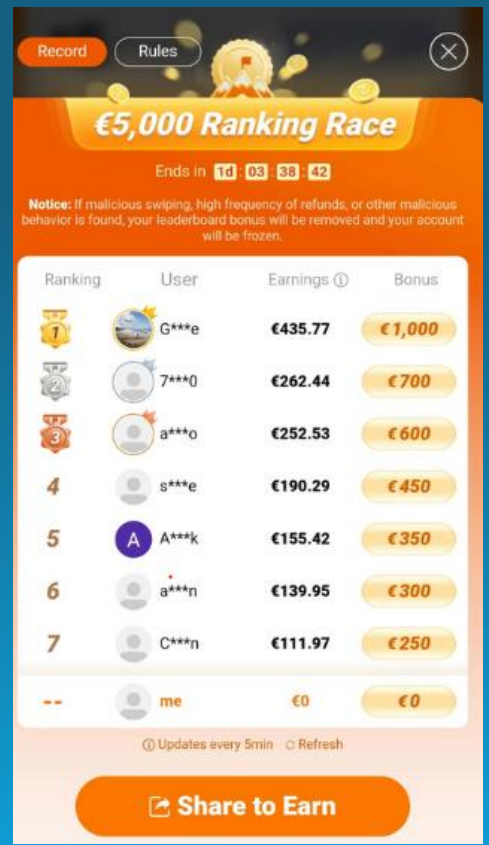 Record Rules
€5,000 Ranking Race
Ends in 1d : 03 : 38 : 42
Notice: If malicious swiping, high frequency of refunds, or other malicious
behavior is found, your leaderboard bonus will be removed and your account
will be frozen.
Ranking User Earnings Bonus
1 G***e €435.77 €1,000
2 7***0 €262.44 €700
3 a***o €252.53 €600
4 s***e €190.29 €450
5 A A***k €155.42 €350
6 a***n €139.95 €300
7 C***n €111.97 €250
-- me €0 €0
Updates every 5min Refresh
Share to Earn